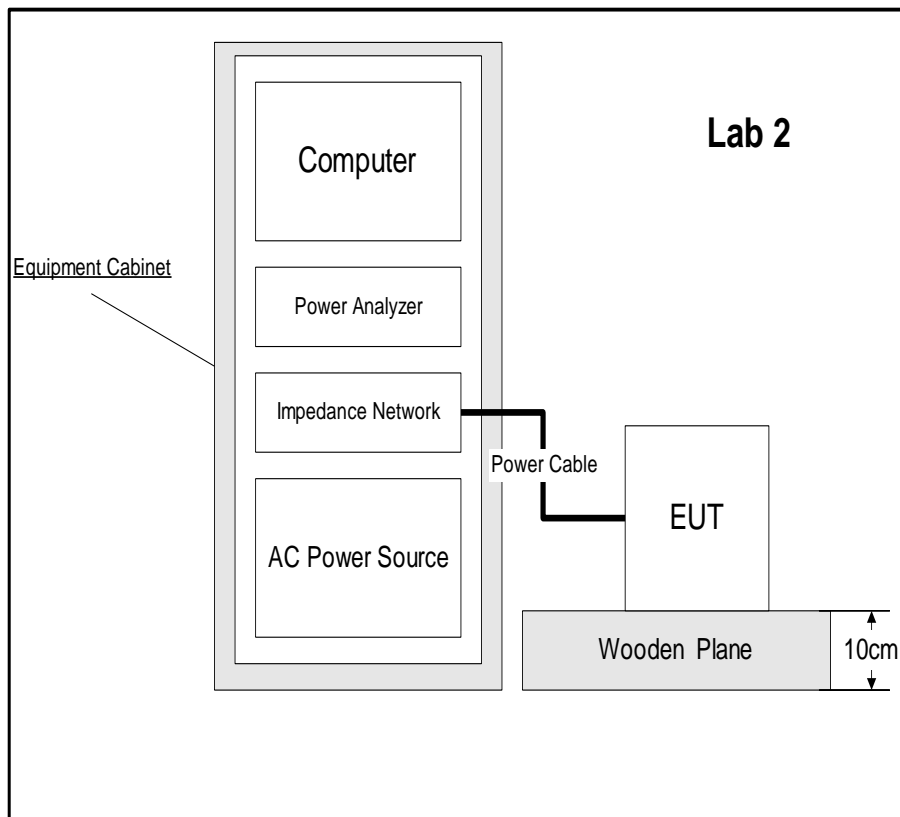 Lab 2
Computer
Equipment Cabinet
Power Analyzer
Impedance Network
Power Cable
EUT
AC Power Source
Wooden Plane
10cm